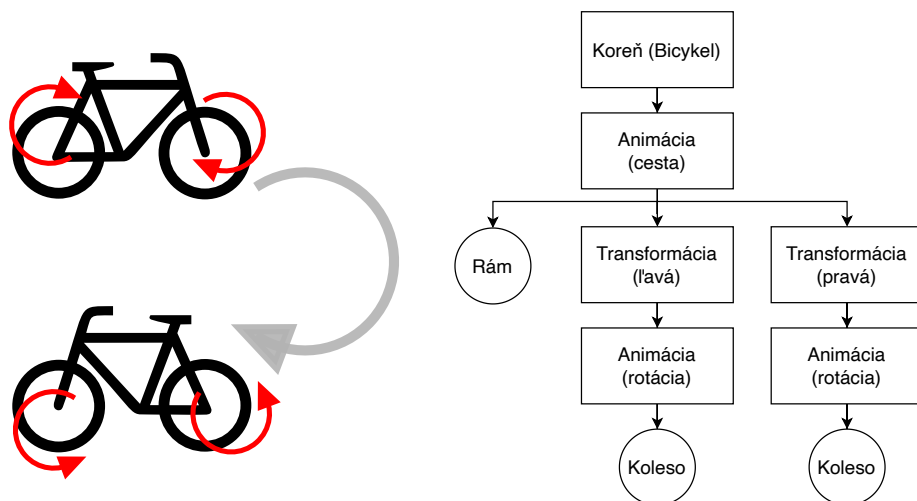 Koreň (Bicykel)
Animácia
(cesta)
Rám
Transformácia
(ľavá)
Transformácia
(pravá)
Animácia
(rotácia)
Animácia
(rotácia)
Koleso
Koleso